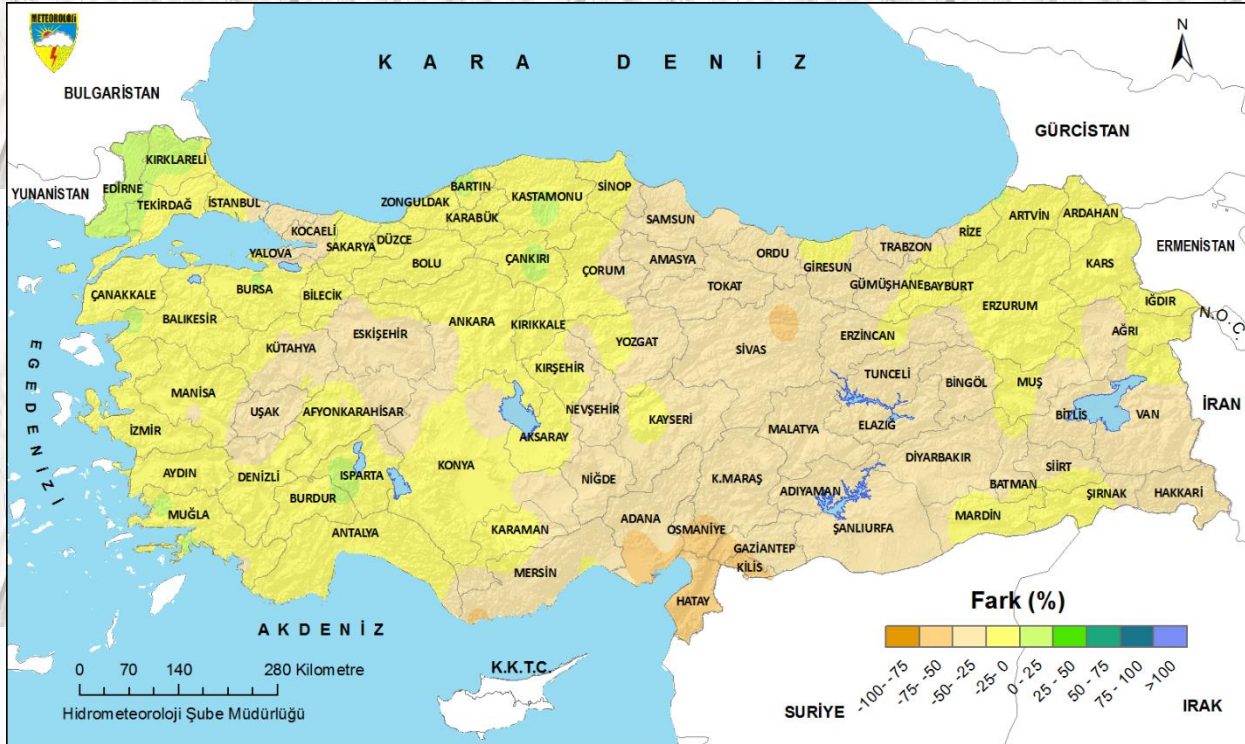 METEOROLOJİ
N
K A R A D E N İ Z
BULGARİSTAN
GÜRCİSTAN
YUNANİSTAN
ERMENİSTAN
N.Ö.C.
İRAN
E G E D E N İ Z İ
KIRKLARELİ
EDİRNE
TEKİRDAĞ
İSTANBUL
KOCAELİ
YALOVA
SAKARYA
DÜZCE
ZONGULDAK
BARTIN
KARABÜK
KASTAMONU
SİNOP
BOLU
ÇANKIRI
ÇORUM
SAMSUN
AMASYA
ORDU
TOKAT
GİRESUN
TRABZON
GÜMÜŞHANE
BAYBURT
RİZE
ARTVİN
ARDAHAN
KARS
IĞDIR
AĞRI
ERZURUM
ERZİNCAN
ÇANAKKALE
BALIKESİR
BURSA
BİLECİK
ESKİŞEHİR
KÜTAHYA
ANKARA
KIRIKKALE
YOZGAT
SİVAS
KIRŞEHİR
NEVŞEHİR
KAYSERİ
TUNCELİ
BİNGÖL
MUŞ
BİTLİS
VAN
MANİSA
UŞAK
AFYONKARAHİSAR
İZMİR
AYDIN
DENİZLİ
ISPARTA
BURDUR
MUĞLA
ANTALYA
KONYA
AKSARAY
NİĞDE
KARAMAN
MERSİN
ADANA
OSMANİYE
K.MARAŞ
MALATYA
ELAZIĞ
ADIYAMAN
DİYARBAKIR
BATMAN
SİİRT
ŞIRNAK
HAKKARİ
MARDİN
ŞANLIURFA
GAZİANTEP
KİLİS
HATAY
A K D E N İ Z
K.K.T.C.
SURİYE
IRAK
0 70 140 280 Kilometre
Hidrometeoroloji Şube Müdürlüğü
Fark (%)
-100--75
-75--50
-50--25
-25 - 0
0 - 25
25 - 50
50 - 75
75 - 100
>100